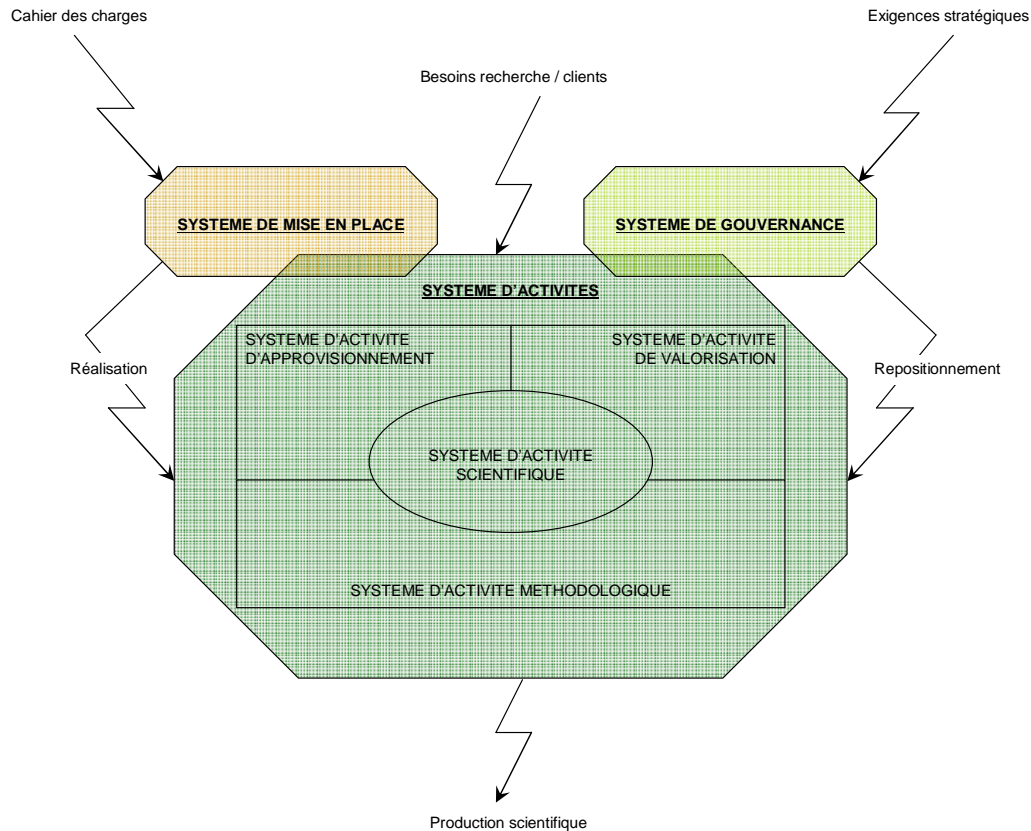 Cahier des charges
Exigences stratégiques
Besoins recherche / clients
SYSTEME DE MISE EN PLACE
SYSTEME DE GOUVERNANCE
SYSTEME D'ACTIVITES
SYSTEME D'ACTIVITE
D'APPROVISIONNEMENT
SYSTEME D'ACTIVITE
DE VALORISATION
Réalisation
Repositionnement
SYSTEME D'ACTIVITE
SCIENTIFIQUE
SYSTEME D'ACTIVITE METHODOLOGIQUE
Production scientifique